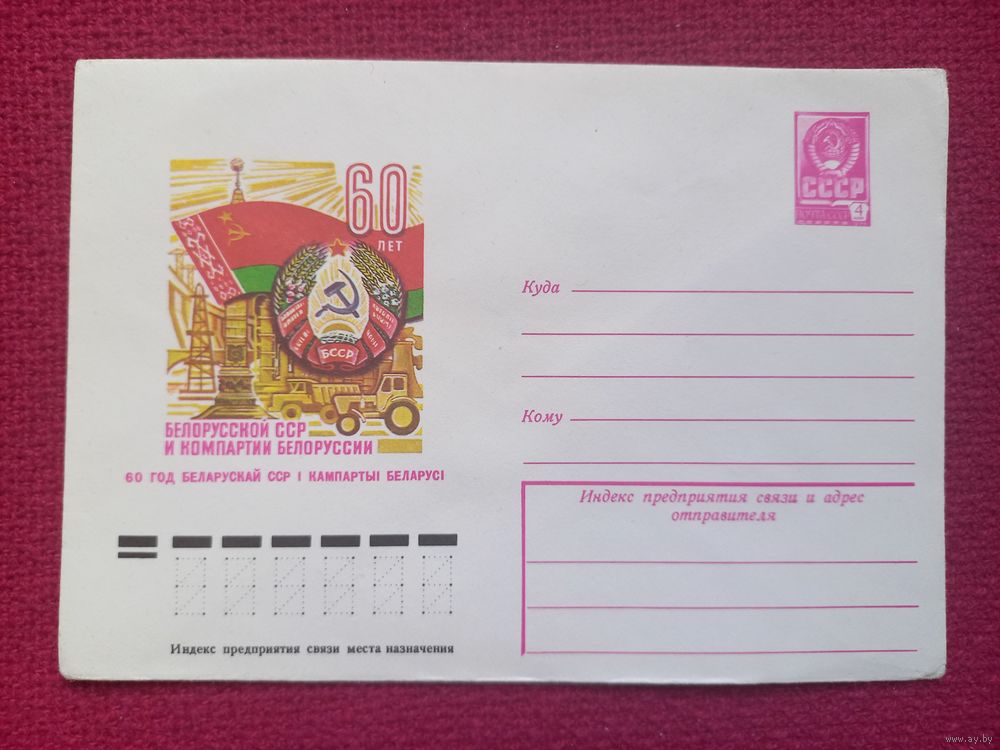 60
ЛЕТ
БССР
БЕЛОРУССКОЙ ССР
И КОМПАРТИИ БЕЛОРУССИИ
60 ГОД БЕЛАРУСКАЙ ССР І КАМПАРТЫІ БЕЛАРУСІ
Индекс предприятия связи места назначения
СССР
4
Куда
Кому
Индекс предприятия связи и адрес
отправителя
www.ay.by